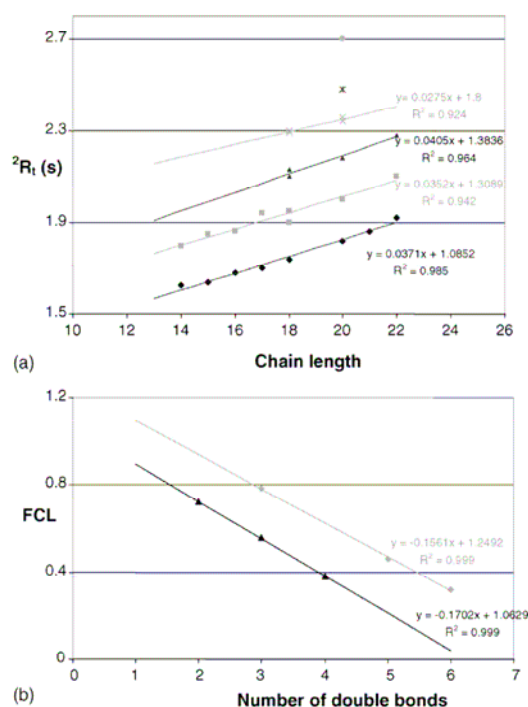 2.7
2.3
1.9
1.5
²Rₜ (s)
y= 0.0275x + 1.8
R² = 0.924
y = 0.0405x + 1.3836
R² = 0.964
y = 0.0352x + 1.3089
R² = 0.942
y = 0.0371x + 1.0852
R² = 0.985
10 12 14 16 18 20 22 24 26
Chain length
(a)
1.2
0.8
0.4
0
FCL
y = -0.1561x + 1.2492
R² = 0.999
y = -0.1702x + 1.0629
R² = 0.999
0 1 2 3 4 5 6 7
Number of double bonds
(b)